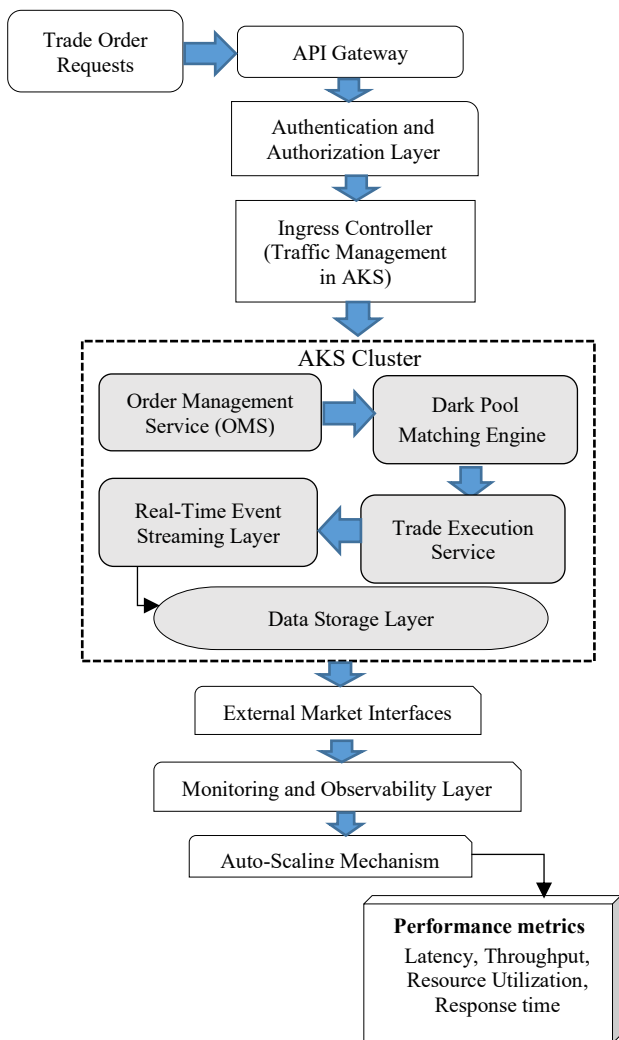 Trade Order
Requests
API Gateway
Authentication and
Authorization Layer
Ingress Controller
(Traffic Management
in AKS)
AKS Cluster
Order Management
Service (OMS)
Dark Pool
Matching Engine
Real-Time Event
Streaming Layer
Trade Execution
Service
Data Storage Layer
External Market Interfaces
Monitoring and Observability Layer
Auto-Scaling Mechanism
Performance metrics
Latency, Throughput,
Resource Utilization,
Response time